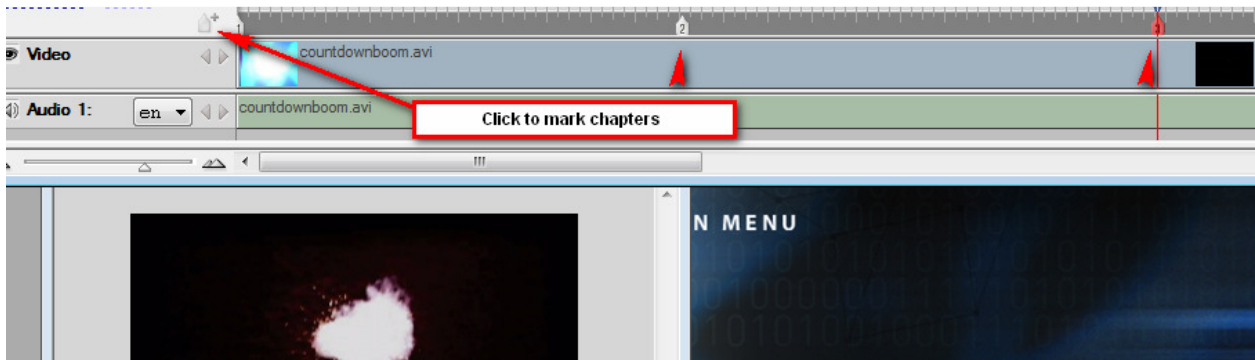 1 2 3
Video countdownboom.avi
Click to mark chapters
Audio 1: en countdownboom.avi
N MENU